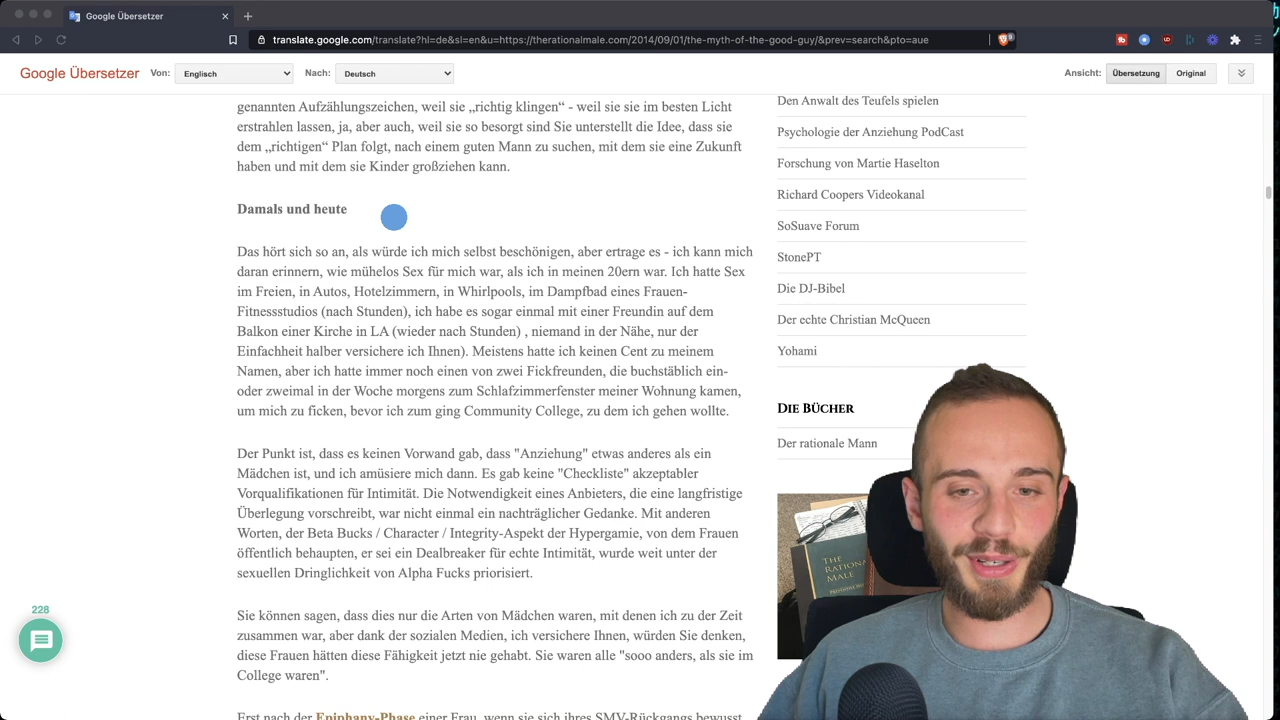 Google Übersetzer
translate.google.com/translate?hl=de&sl=en&u=https://therationalmale.com/2014/09/01/the-myth-of-the-good-guy/&prev=search&pto=aue
Google Übersetzer
Von:
Englisch
Nach:
Deutsch
Ansicht:
Übersetzung
Original
genannten Aufzählungszeichen, weil sie „richtig klingen“ - weil sie sie im besten Licht
erstrahlen lassen, ja, aber auch, weil sie so besorgt sind Sie unterstellt die Idee, dass sie
dem „richtigen“ Plan folgt, nach einem guten Mann zu suchen, mit dem sie eine Zukunft
haben und mit dem sie Kinder großziehen kann.
Damals und heute
Das hört sich so an, als würde ich mich selbst beschönigen, aber ertrage es - ich kann mich
daran erinnern, wie mühelos Sex für mich war, als ich in meinen 20ern war. Ich hatte Sex
im Freien, in Autos, Hotelzimmern, in Whirlpools, im Dampfbad eines Frauen-
Fitnessstudios (nach Stunden), ich habe es sogar einmal mit einer Freundin auf dem
Balkon einer Kirche in LA (wieder nach Stunden) , niemand in der Nähe, nur der
Einfachheit halber versichere ich Ihnen). Meistens hatte ich keinen Cent zu meinem
Namen, aber ich hatte immer noch einen von zwei Fickfreunden, die buchstäblich ein-
oder zweimal in der Woche morgens zum Schlafzimmerfenster meiner Wohnung kamen,
um mich zu ficken, bevor ich zum ging Community College, zu dem ich gehen wollte.
Der Punkt ist, dass es keinen Vorwand gab, dass "Anziehung" etwas anderes als ein
Mädchen ist, und ich amüsiere mich dann. Es gab keine "Checkliste" akzeptabler
Vorqualifikationen für Intimität. Die Notwendigkeit eines Anbieters, die eine langfristige
Überlegung vorschreibt, war nicht einmal ein nachträglicher Gedanke. Mit anderen
Worten, der Beta Bucks / Character / Integrity-Aspekt der Hypergamie, von dem Frauen
öffentlich behaupten, er sei ein Dealbreaker für echte Intimität, wurde weit unter der
sexuellen Dringlichkeit von Alpha Fucks priorisiert.
Sie können sagen, dass dies nur die Arten von Mädchen waren, mit denen ich zu der Zeit
zusammen war, aber dank der sozialen Medien, ich versichere Ihnen, würden Sie denken,
diese Frauen hätten diese Fähigkeit jetzt nie gehabt. Sie waren alle "sooo anders, als sie im
College waren".
Erst nach der Epiphany-Phase einer Frau, wenn sie sich ihres SMV-Rückgangs bewusst
Den Anwalt des Teufels spielen
Psychologie der Anziehung PodCast
Forschung von Martie Haselton
Richard Coopers Videokanal
SoSuave Forum
StonePT
Die DJ-Bibel
Der echte Christian McQueen
Yohami
Die Bücher
Der rationale Mann
THE
RATIONAL
MALE
228